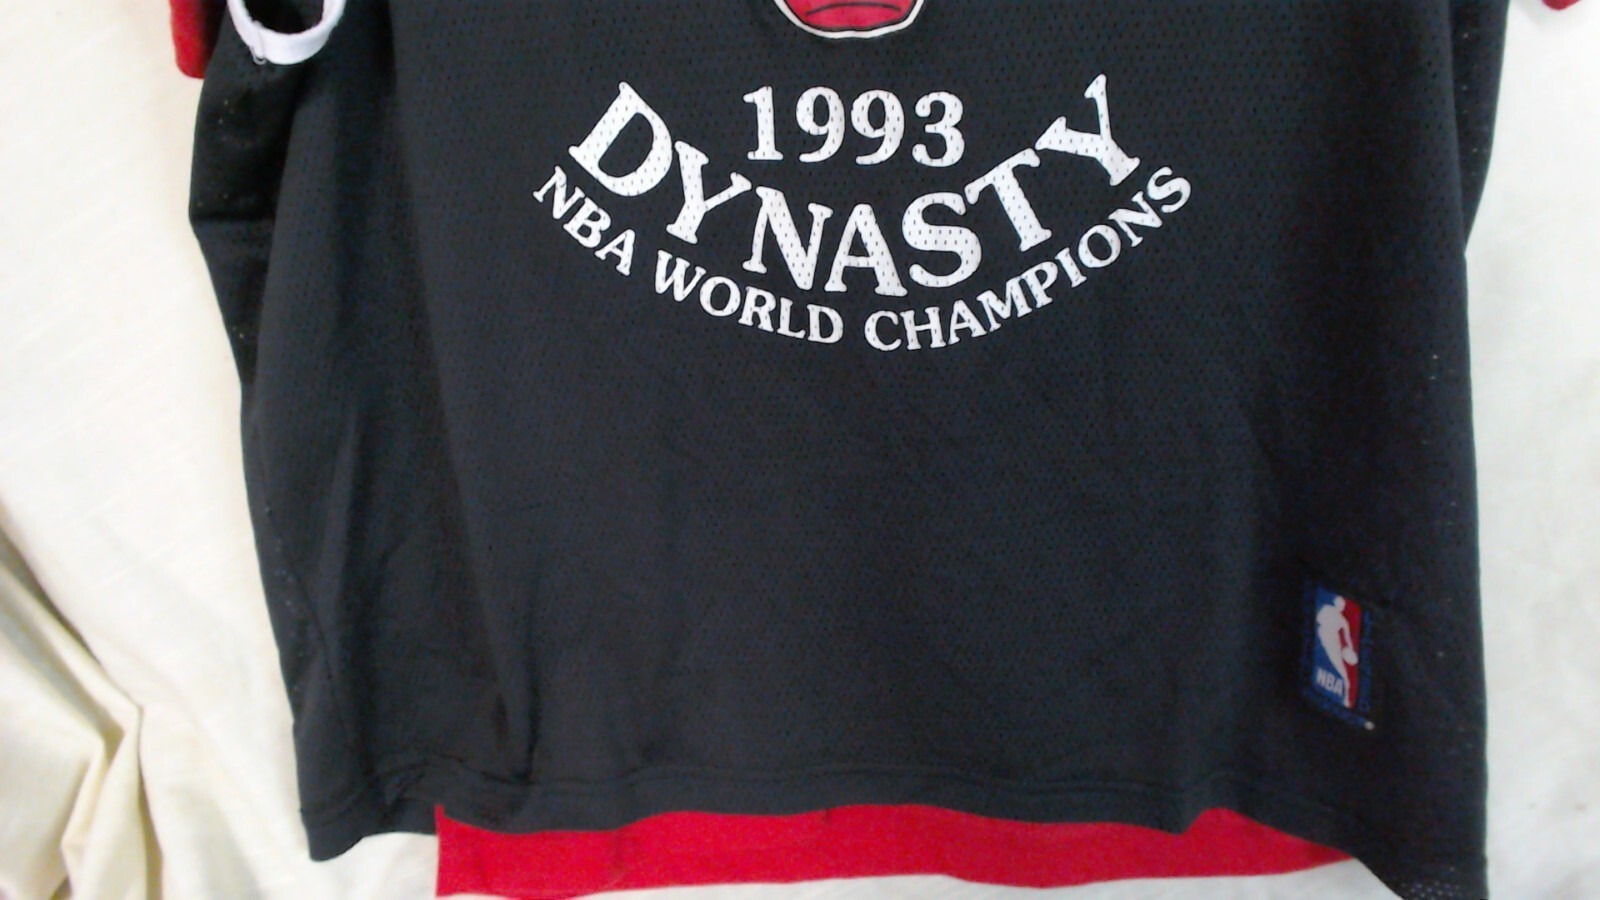 1993
DYNASTY
NBA WORLD CHAMPIONS
NBA